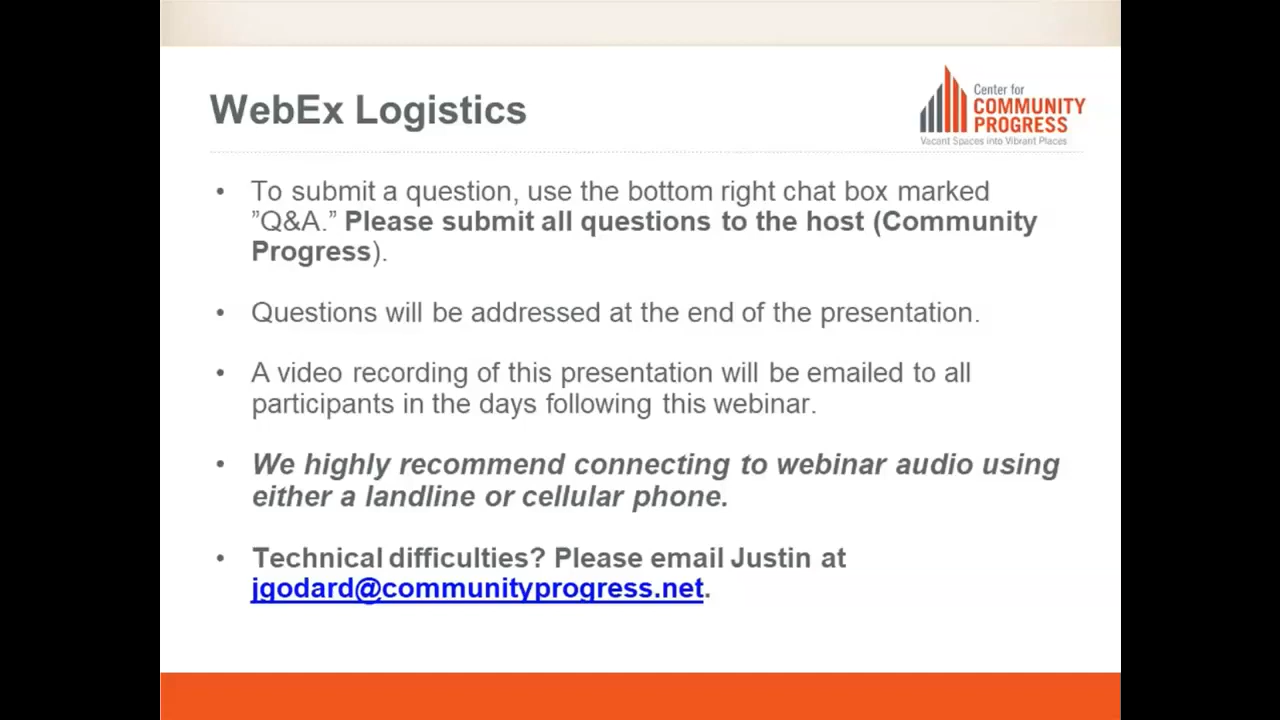 WebEx Logistics
Center for
COMMUNITY
PROGRESS
Vacant Spaces into Vibrant Places
• To submit a question, use the bottom right chat box marked
”Q&A.” Please submit all questions to the host (Community
Progress).
• Questions will be addressed at the end of the presentation.
• A video recording of this presentation will be emailed to all
participants in the days following this webinar.
• We highly recommend connecting to webinar audio using
either a landline or cellular phone.
• Technical difficulties? Please email Justin at
jgodard@communityprogress.net.